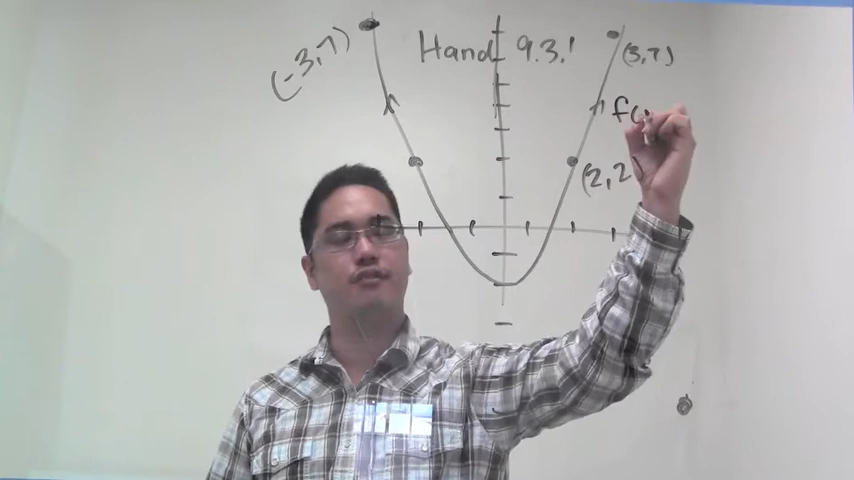 (-3,7)
Hand 9.3.1
(3,7)
f(
(2,2)